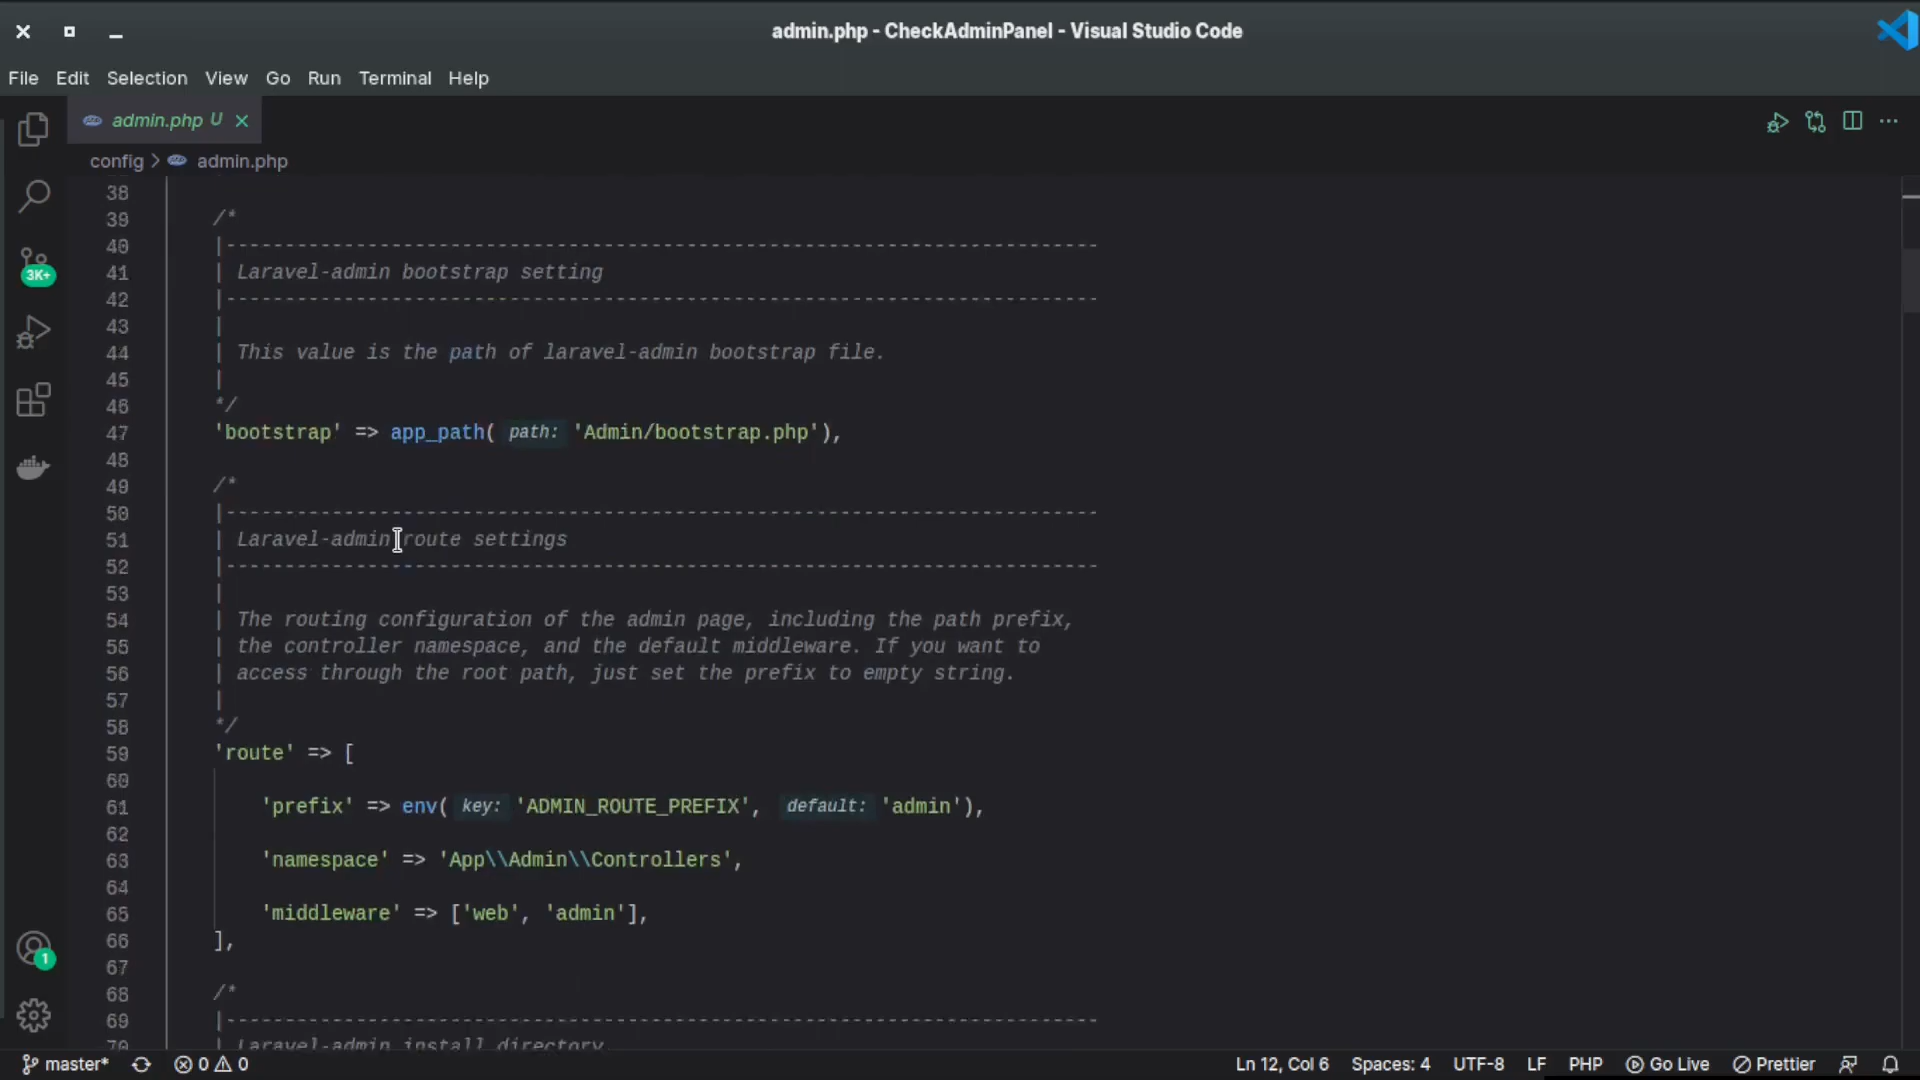 admin.php - CheckAdminPanel - Visual Studio Code
File Edit Selection View Go Run Terminal Help
admin.php U
config > admin.php
38
39 /*
40 |--------------------------------------------------------------------------
41 | Laravel-admin bootstrap setting
42 |--------------------------------------------------------------------------
43 |
44 | This value is the path of laravel-admin bootstrap file.
45 |
46 */
47 'bootstrap' => app_path( path: 'Admin/bootstrap.php'),
48
49 /*
50 |--------------------------------------------------------------------------
51 | Laravel-admin route settings
52 |--------------------------------------------------------------------------
53 |
54 | The routing configuration of the admin page, including the path prefix,
55 | the controller namespace, and the default middleware. If you want to
56 | access through the root path, just set the prefix to empty string.
57 |
58 */
59 'route' => [
60
61 'prefix' => env( key: 'ADMIN_ROUTE_PREFIX', default: 'admin'),
62
63 'namespace' => 'App\\Admin\\Controllers',
64
65 'middleware' => ['web', 'admin'],
66 ],
67
68 /*
69 |--------------------------------------------------------------------------
70 | Laravel-admin install directory
3K+
1
master* 0 0 Ln 12, Col 6 Spaces: 4 UTF-8 LF PHP Go Live Prettier